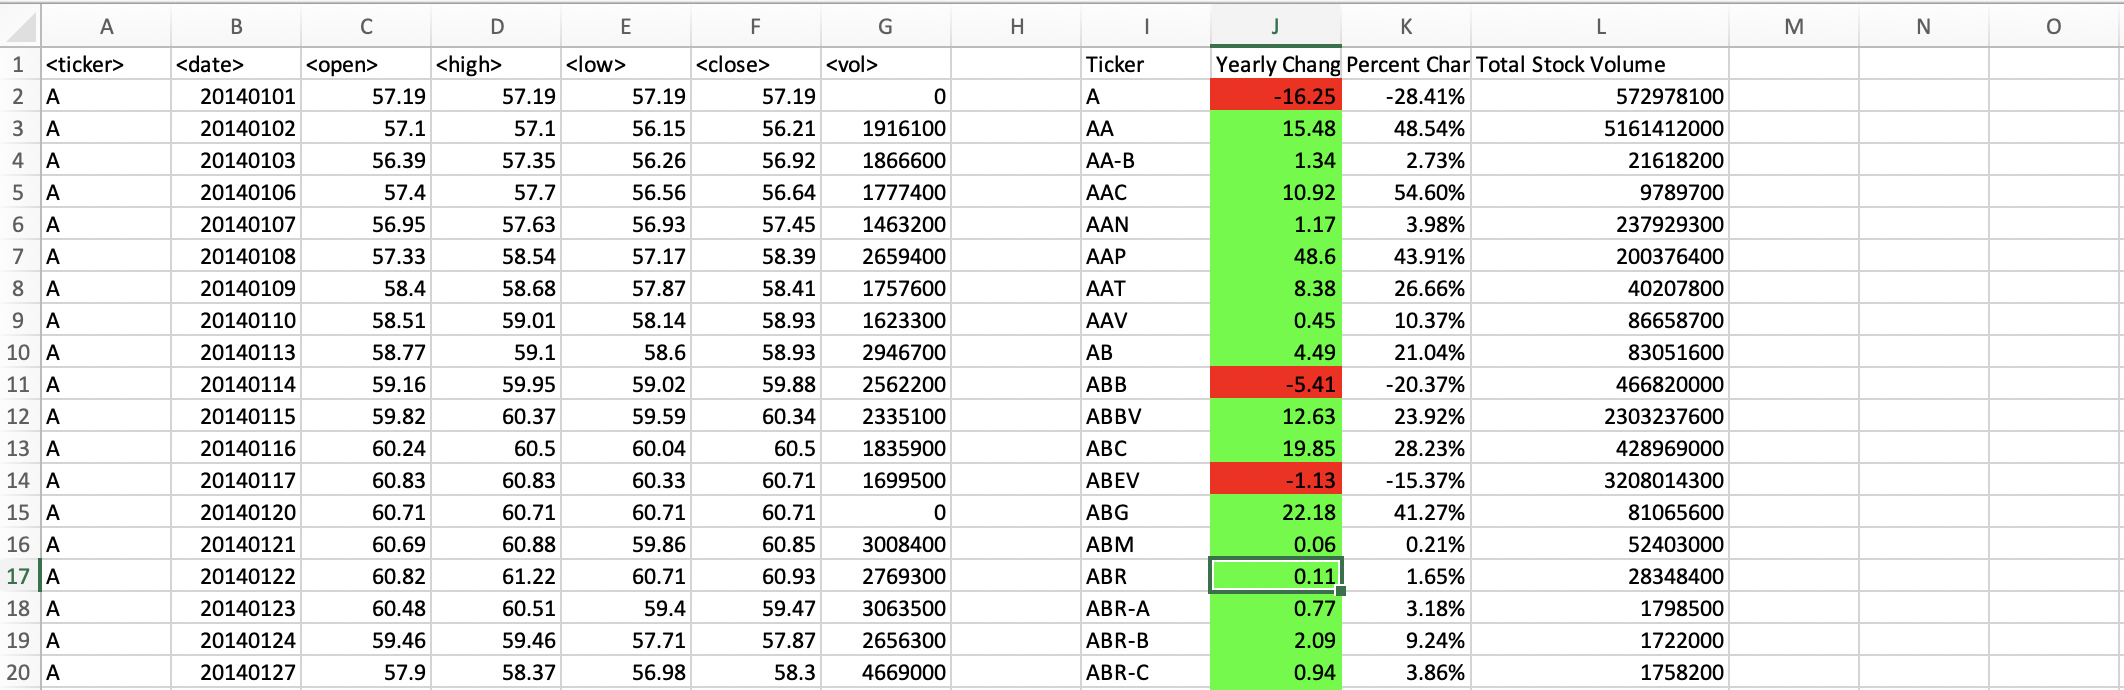 A B C D E F G H I J K L M N O
1 <ticker> <date> <open> <high> <low> <close> <vol> Ticker Yearly Chang Percent Char Total Stock Volume
2 A 20140101 57.19 57.19 57.19 57.19 0 A -16.25 -28.41% 572978100
3 A 20140102 57.1 57.1 56.15 56.21 1916100 AA 15.48 48.54% 5161412000
4 A 20140103 56.39 57.35 56.26 56.92 1866600 AA-B 1.34 2.73% 21618200
5 A 20140106 57.4 57.7 56.56 56.64 1777400 AAC 10.92 54.60% 9789700
6 A 20140107 56.95 57.63 56.93 57.45 1463200 AAN 1.17 3.98% 237929300
7 A 20140108 57.33 58.54 57.17 58.39 2659400 AAP 48.6 43.91% 200376400
8 A 20140109 58.4 58.68 57.87 58.41 1757600 AAT 8.38 26.66% 40207800
9 A 20140110 58.51 59.01 58.14 58.93 1623300 AAV 0.45 10.37% 86658700
10 A 20140113 58.77 59.1 58.6 58.93 2946700 AB 4.49 21.04% 83051600
11 A 20140114 59.16 59.95 59.02 59.88 2562200 ABB -5.41 -20.37% 466820000
12 A 20140115 59.82 60.37 59.59 60.34 2335100 ABBV 12.63 23.92% 2303237600
13 A 20140116 60.24 60.5 60.04 60.5 1835900 ABC 19.85 28.23% 428969000
14 A 20140117 60.83 60.83 60.33 60.71 1699500 ABEV -1.13 -15.37% 3208014300
15 A 20140120 60.71 60.71 60.71 60.71 0 ABG 22.18 41.27% 81065600
16 A 20140121 60.69 60.88 59.86 60.85 3008400 ABM 0.06 0.21% 52403000
17 A 20140122 60.82 61.22 60.71 60.93 2769300 ABR 0.11 1.65% 28348400
18 A 20140123 60.48 60.51 59.4 59.47 3063500 ABR-A 0.77 3.18% 1798500
19 A 20140124 59.46 59.46 57.71 57.87 2656300 ABR-B 2.09 9.24% 1722000
20 A 20140127 57.9 58.37 56.98 58.3 4669000 ABR-C 0.94 3.86% 1758200